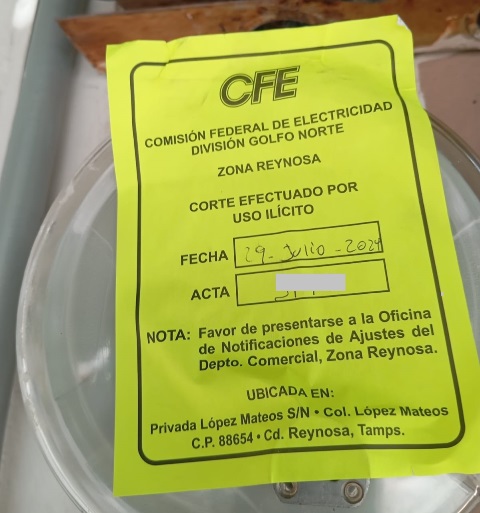 CFE
COMISIÓN FEDERAL DE ELECTRICIDAD
DIVISIÓN GOLFO NORTE
ZONA REYNOSA
CORTE EFECTUADO POR
USO ILÍCITO
FECHA 29-Julio-2024
ACTA
NOTA: Favor de presentarse a la Oficina
de Notificaciones de Ajustes del
Depto. Comercial, Zona Reynosa.
UBICADA EN:
Privada López Mateos S/N • Col. López Mateos
C.P. 88654 • Cd. Reynosa, Tamps.